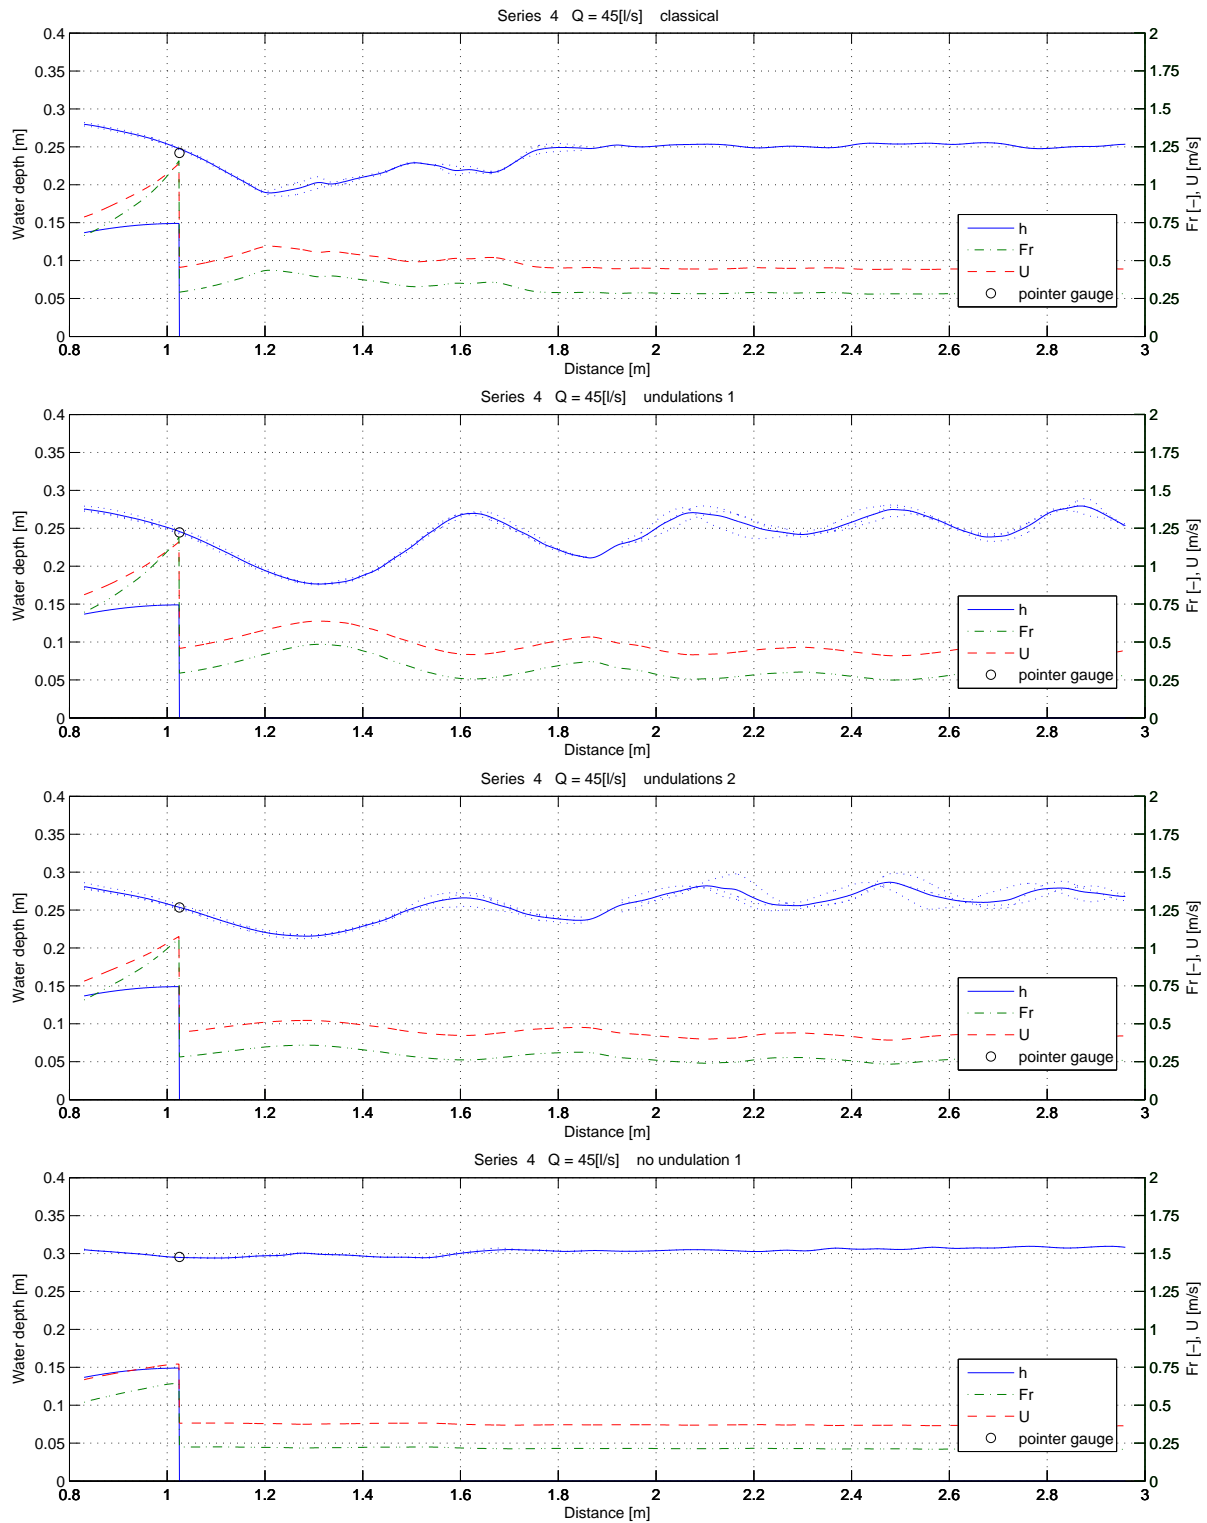 Series  4   Q = 45[l/s]    classical
0.4
0.35
0.3
0.25
0.2
0.15
0.1
0.05
0
Water depth [m]
2
1.75
1.5
1.25
1
0.75
0.5
0.25
0
Fr [−], U [m/s]
h
Fr
U
pointer gauge
0.8 1 1.2 1.4 1.6 1.8 2 2.2 2.4 2.6 2.8 3
Distance [m]
Series  4   Q = 45[l/s]    undulations 1
0.4
0.35
0.3
0.25
0.2
0.15
0.1
0.05
0
Water depth [m]
2
1.75
1.5
1.25
1
0.75
0.5
0.25
0
Fr [−], U [m/s]
h
Fr
U
pointer gauge
0.8 1 1.2 1.4 1.6 1.8 2 2.2 2.4 2.6 2.8 3
Distance [m]
Series  4   Q = 45[l/s]    undulations 2
0.4
0.35
0.3
0.25
0.2
0.15
0.1
0.05
0
Water depth [m]
2
1.75
1.5
1.25
1
0.75
0.5
0.25
0
Fr [−], U [m/s]
h
Fr
U
pointer gauge
0.8 1 1.2 1.4 1.6 1.8 2 2.2 2.4 2.6 2.8 3
Distance [m]
Series  4   Q = 45[l/s]    no undulation 1
0.4
0.35
0.3
0.25
0.2
0.15
0.1
0.05
0
Water depth [m]
2
1.75
1.5
1.25
1
0.75
0.5
0.25
0
Fr [−], U [m/s]
h
Fr
U
pointer gauge
0.8 1 1.2 1.4 1.6 1.8 2 2.2 2.4 2.6 2.8 3
Distance [m]